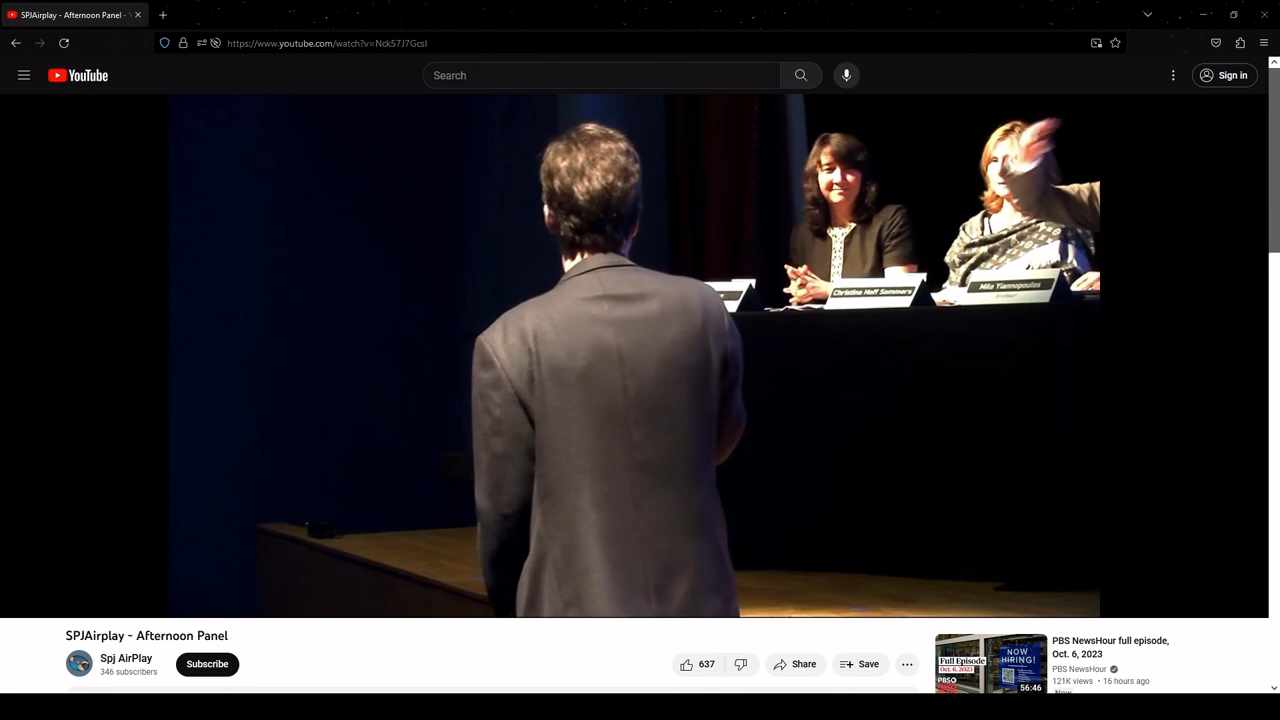 SPJAirplay - Afternoon Panel - Y
https://www.youtube.com/watch?v=NckS7J7GcsI
YouTube
Search
Sign in
Christina Hoff Sommers
Milo Yiannopoulos
SPJAirplay - Afternoon Panel
Spj AirPlay
346 subscribers
Subscribe
637
Share
Save
Full Episode
Oct. 6, 2023
PBS
NOW
HIRING!
56:46
PBS NewsHour full episode,
Oct. 6, 2023
PBS NewsHour
121K views • 16 hours ago